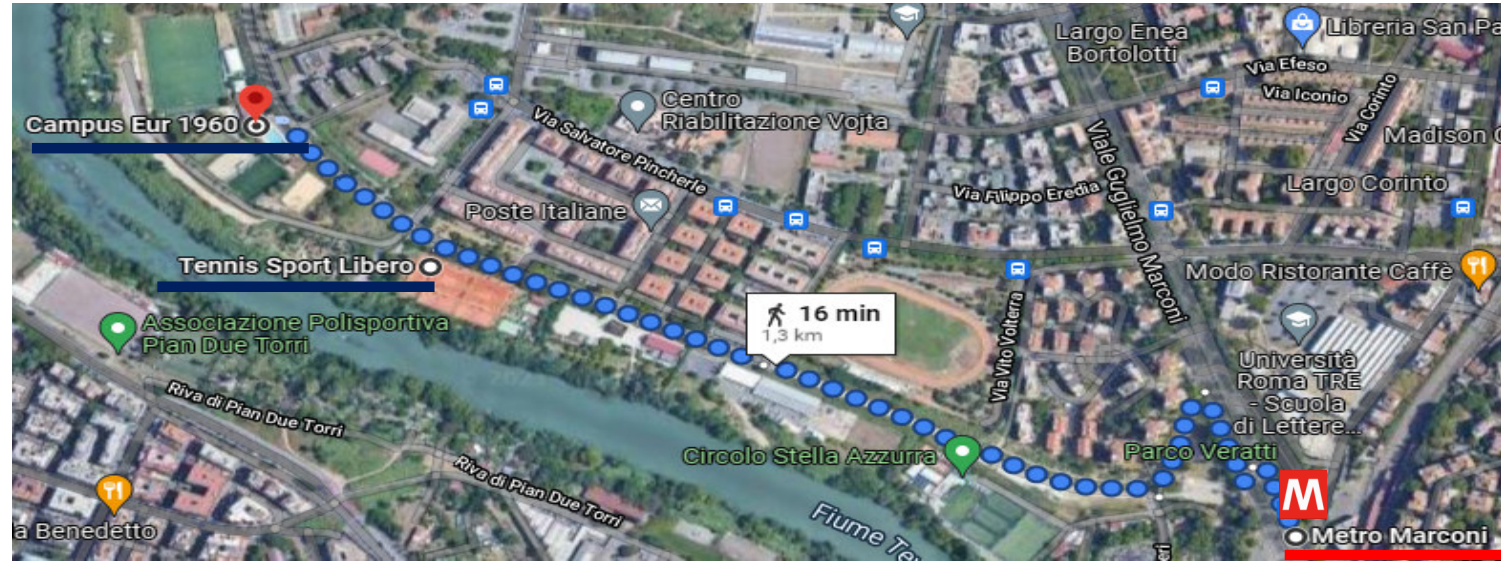 Largo Enea
Bortolotti
Libreria San Pa
Via Efeso
Via Iconio
Via Corinto
Centro
Riabilitazione Vojta
Campus Eur 1960
Via Salvatore Pincherle
Viale Guglielmo Marconi
Madison
Largo Corinto
Via Filippo Eredia
Poste Italiane
Tennis Sport Libero
Modo Ristorante Caffè
16 min
1,3 km
Associazione Polisportiva
Pian Due Torri
Via Vito Volterra
Università
Roma TRE
- Scuola
di Lettere...
Riva di Pian Due Torri
Circolo Stella Azzurra
Parco Veratti
Riva di Pian Due Torri
M
Fiume Te
a Benedetto
Metro Marconi
eri